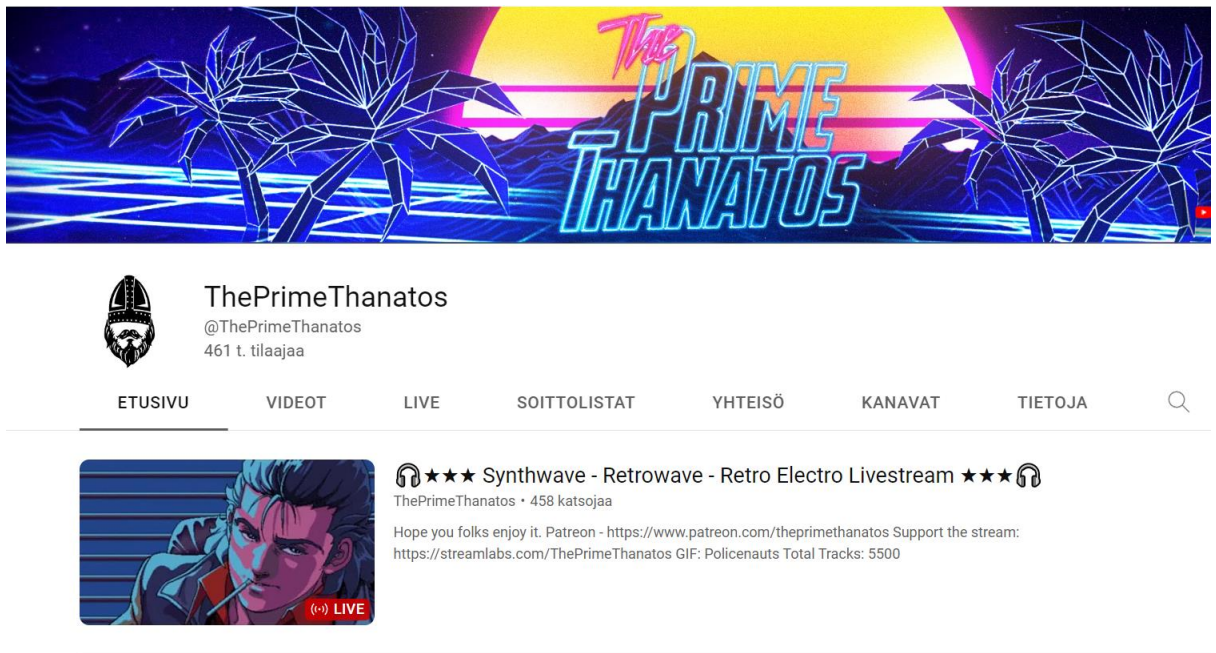 The
PRIME
THANATOS
ThePrimeThanatos
@ThePrimeThanatos
461 t. tilaajaa
ETUSIVU VIDEOT LIVE SOITTOLISTAT YHTEISÖ KANAVAT TIETOJA
🎧★★★ Synthwave - Retrowave - Retro Electro Livestream ★★★🎧
ThePrimeThanatos • 458 katsojaa
Hope you folks enjoy it. Patreon - https://www.patreon.com/theprimethanatos Support the stream:
https://streamlabs.com/ThePrimeThanatos GIF: Policenauts Total Tracks: 5500
LIVE